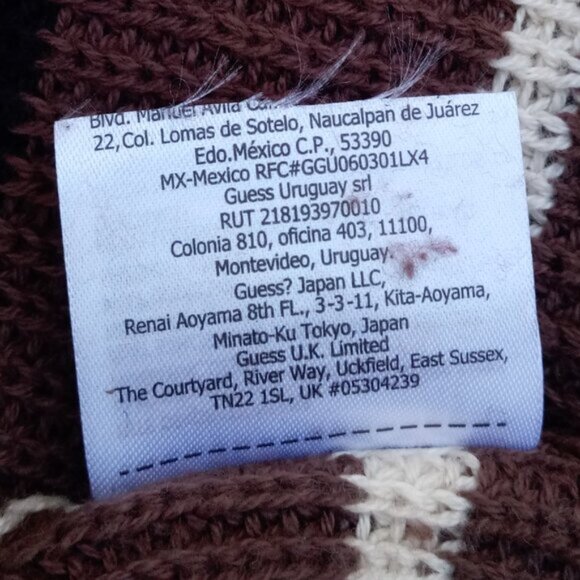 Blvd. Manuel Avila
22,Col. Lomas de Sotelo, Naucalpan de Juárez
Edo.México C.P., 53390
MX-Mexico RFC#GGU060301LX4
Guess Uruguay srl
RUT 218193970010
Colonia 810, oficina 403, 11100,
Montevideo, Uruguay.
Guess? Japan LLC,
Renai Aoyama 8th FL., 3-3-11, Kita-Aoyama,
Minato-Ku Tokyo, Japan
Guess U.K. Limited
The Courtyard, River Way, Uckfield, East Sussex,
TN22 1SL, UK #05304239